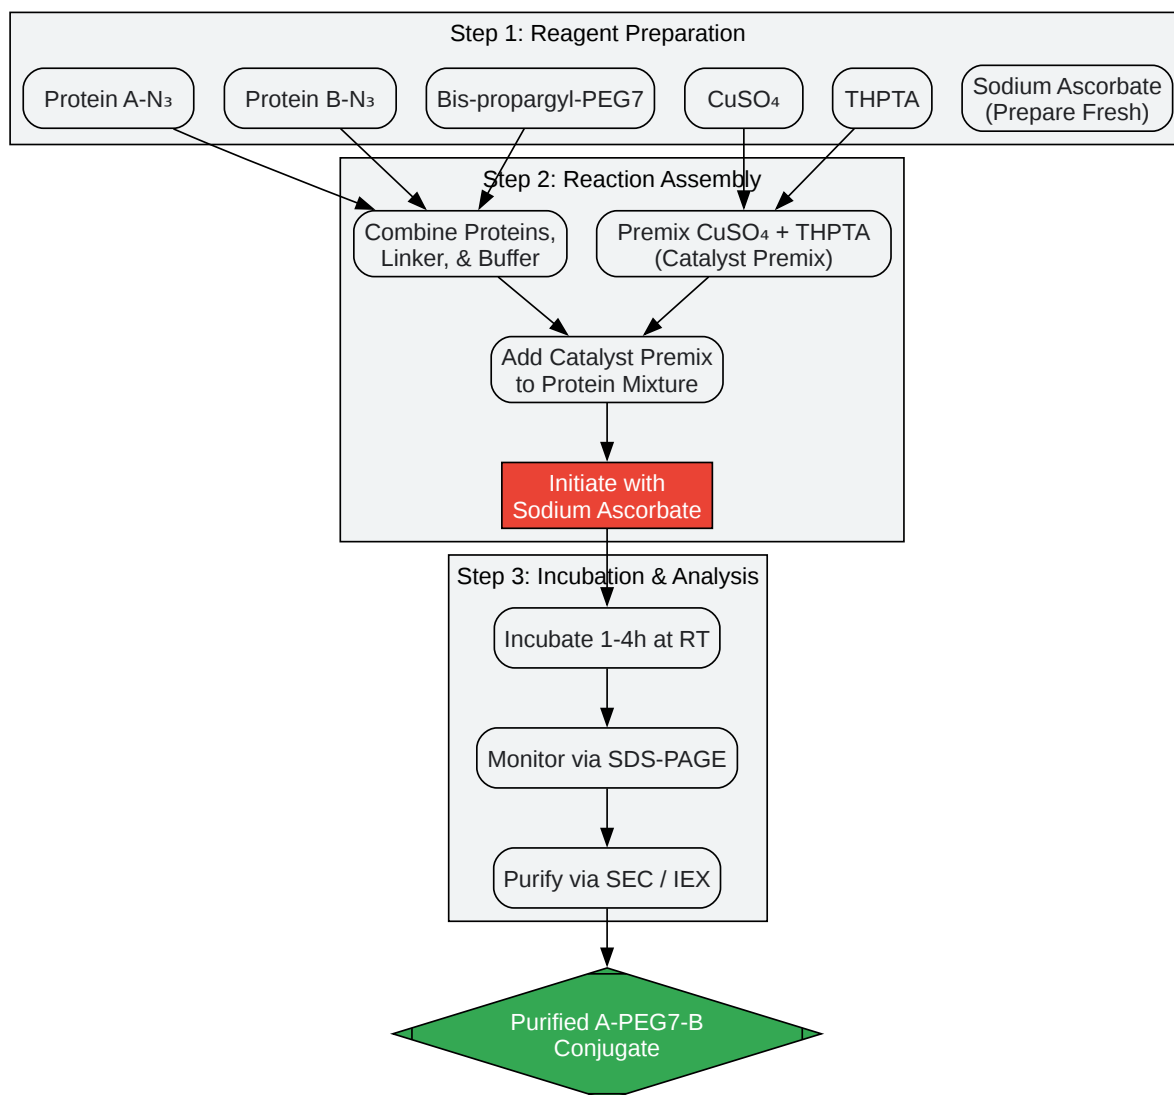 Step 1: Reagent Preparation
Protein A-N₃
Protein B-N₃
Bis-propargyl-PEG7
CuSO₄
THPTA
Sodium Ascorbate
(Prepare Fresh)
Step 2: Reaction Assembly
Combine Proteins,
Linker, & Buffer
Premix CuSO₄ + THPTA
(Catalyst Premix)
Add Catalyst Premix
to Protein Mixture
Initiate with
Sodium Ascorbate
Step 3: Incubation & Analysis
Incubate 1-4h at RT
Monitor via SDS-PAGE
Purify via SEC / IEX
Purified A-PEG7-B
Conjugate